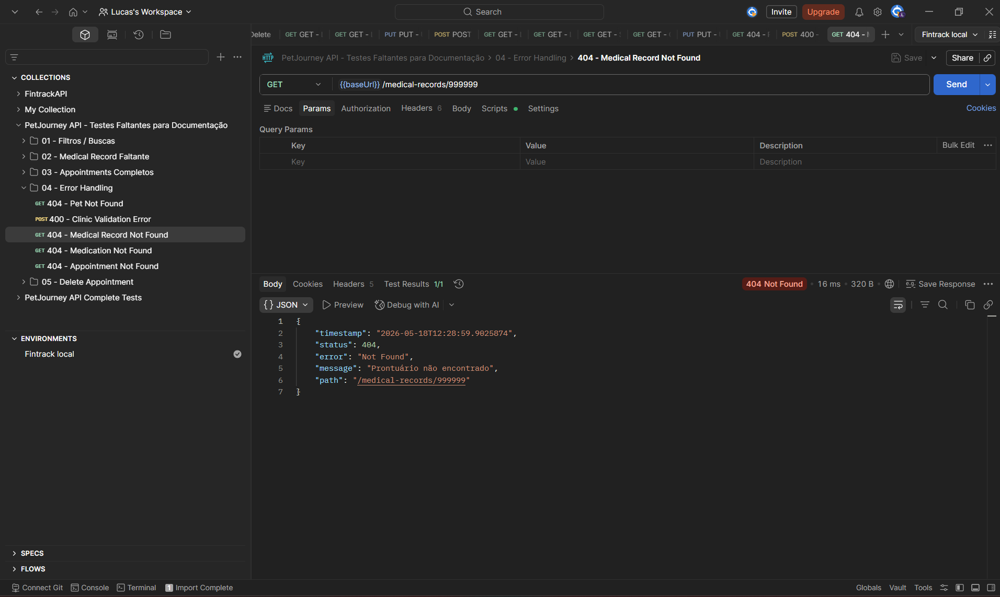 Lucas's Workspace
Search
Invite
Upgrade
Delete
GET GET -
GET GET -
PUT PUT -
POST POST
GET GET -
GET GET -
GET GET -
GET GET -
PUT PUT -
GET 404 -
POST 400 -
GET 404 -
Fintrack local
HTTP PetJourney API - Testes Faltantes para Documentação > 04 - Error Handling > 404 - Medical Record Not Found
Save
Share
COLLECTIONS
FintrackAPI
My Collection
PetJourney API - Testes Faltantes para Documentação
01 - Filtros / Buscas
02 - Medical Record Faltante
03 - Appointments Completos
04 - Error Handling
GET 404 - Pet Not Found
POST 400 - Clinic Validation Error
GET 404 - Medical Record Not Found
GET 404 - Medication Not Found
GET 404 - Appointment Not Found
05 - Delete Appointment
PetJourney API Complete Tests
ENVIRONMENTS
Fintrack local
SPECS
FLOWS
GET
{{baseUrl}} /medical-records/999999
Send
Docs
Params
Authorization
Headers 6
Body
Scripts
Settings
Cookies
Query Params
Key
Value
Description
Bulk Edit
Key
Value
Description
Body
Cookies
Headers 5
Test Results 1/1
404 Not Found
16 ms
320 B
e.g. Save Response
{} JSON
Preview
Debug with AI
1 {
2 "timestamp": "2026-05-18T12:28:59.9025874",
3 "status": 404,
4 "error": "Not Found",
5 "message": "Prontuário não encontrado",
6 "path": "/medical-records/999999"
7 }
Connect Git
Console
Terminal
1 Import Complete
Globals
Vault
Tools